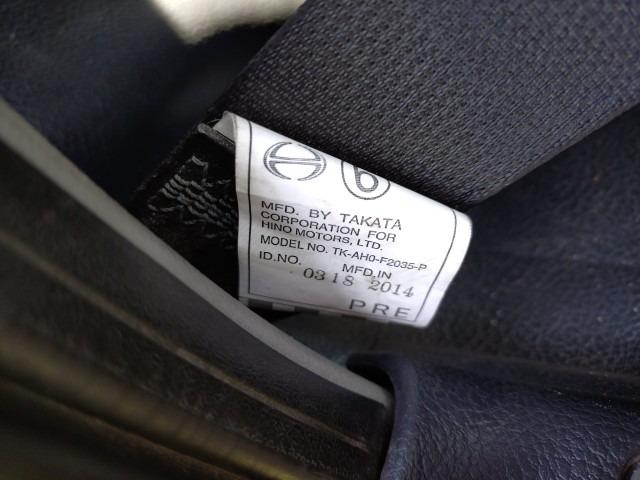 MFD. BY TAKATA
CORPORATION FOR
HINO MOTORS, LTD.
MODEL NO. TK-AH0-F2035-P
ID.NO. MFD,IN
0318 2014
PRE